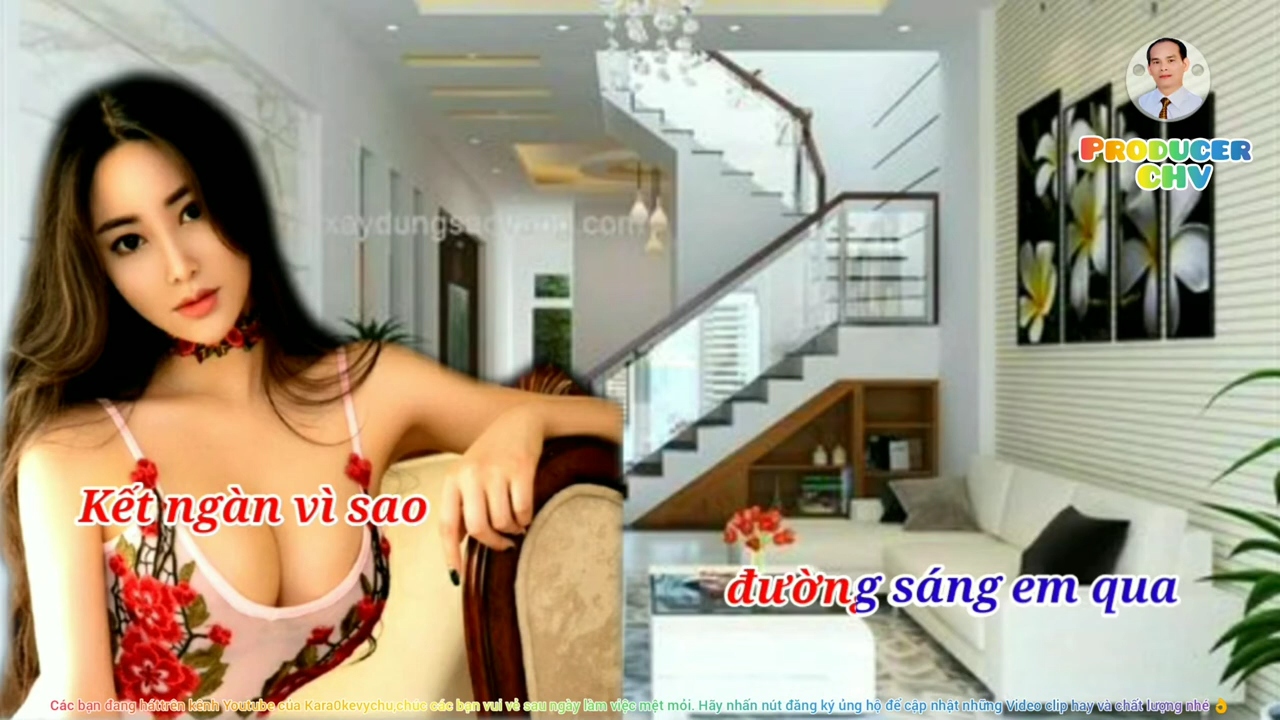 PRODUCER
CHV
Kết ngàn vì sao
đường sáng em qua
Các bạn đang háttrên kênh Youtube của Kara0kevychu,chúc các bạn vui vẻ sau ngày làm việc mệt mỏi. Hãy nhấn nút đăng ký ủng hộ để cập nhật những Video clip hay và chất lượng nhé 👌